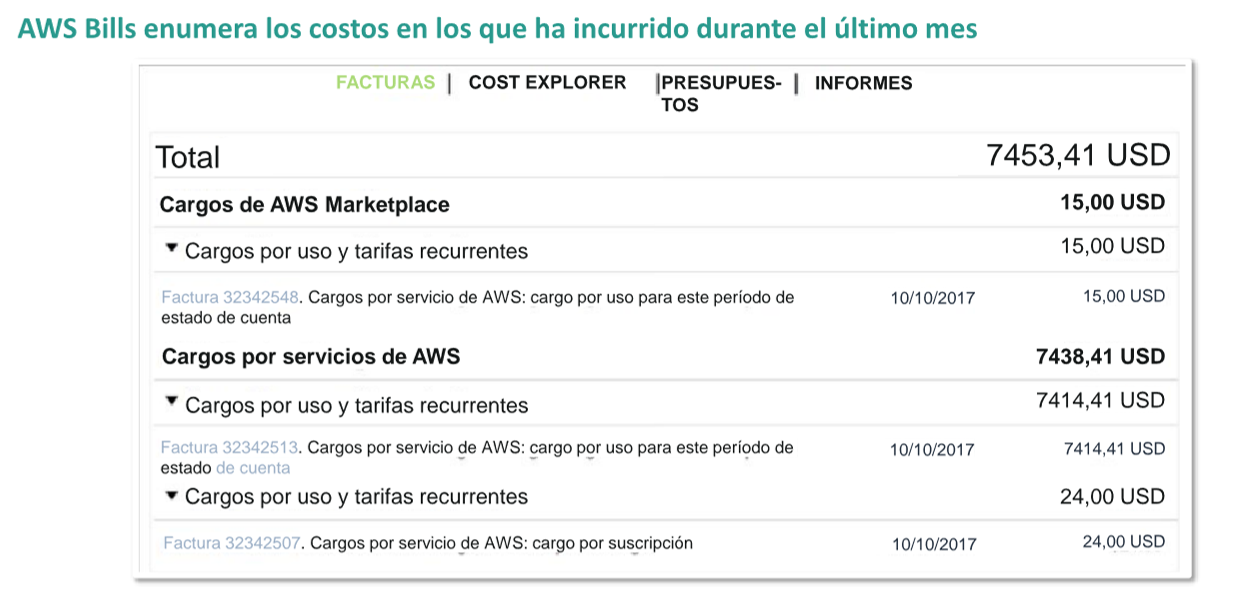 AWS Bills enumera los costos en los que ha incurrido durante el último mes
FACTURAS | COST EXPLORER | PRESUPUES- | INFORMES
TOS
Total 7453,41 USD
Cargos de AWS Marketplace 15,00 USD
Cargos por uso y tarifas recurrentes 15,00 USD
Factura 32342548. Cargos por servicio de AWS: cargo por uso para este período de 10/10/2017 15,00 USD
estado de cuenta
Cargos por servicios de AWS 7438,41 USD
Cargos por uso y tarifas recurrentes 7414,41 USD
Factura 32342513. Cargos por servicio de AWS: cargo por uso para este período de 10/10/2017 7414,41 USD
estado de cuenta
Cargos por uso y tarifas recurrentes 24,00 USD
Factura 32342507. Cargos por servicio de AWS: cargo por suscripción 10/10/2017 24,00 USD